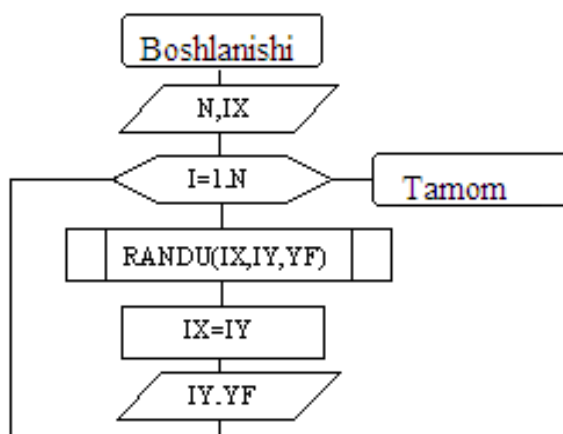 Boshlanishi
N,IX
I=1.N
Tamom
RANDU(IX,IY,YF)
IX=IY
IY.YF